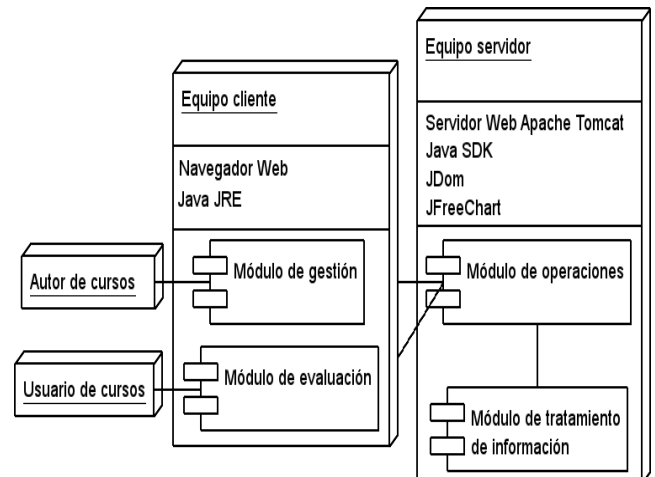 Equipo servidor
Servidor Web Apache Tomcat
Java SDK
JDom
JFreeChart
Equipo cliente
Navegador Web
Java JRE
Autor de cursos
Módulo de gestión
Módulo de operaciones
Usuario de cursos
Módulo de evaluación
Módulo de tratamiento
de información